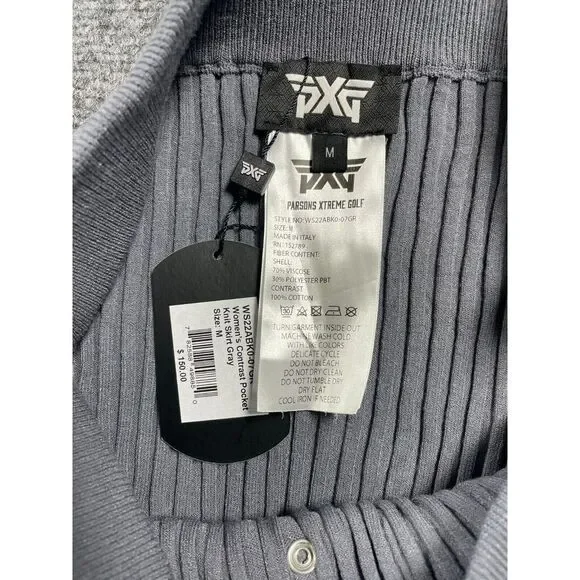 PXG
M
PXG
PXG
PARSONS XTREME GOLF
STYLE NO: WS22ABK0-07GR
SIZE: M
MADE IN ITALY
RN: 152789
FIBER CONTENT:
SHELL:
70% VISCOSE
30% POLYESTER PBT
CONTRAST
100% COTTON
30
TURN GARMENT INSIDE OUT
MACHINE WASH COLD
WITH LIKE COLORS
DELICATE CYCLE
DO NOT BLEACH
DO NOT DRY CLEAN
DO NOT TUMBLE DRY
DRY FLAT
COOL IRON IF NEEDED
WS22ABK0-07GR
Women's Contrast Pocket
Knit Skirt Gray
Size: M
$ 150.00